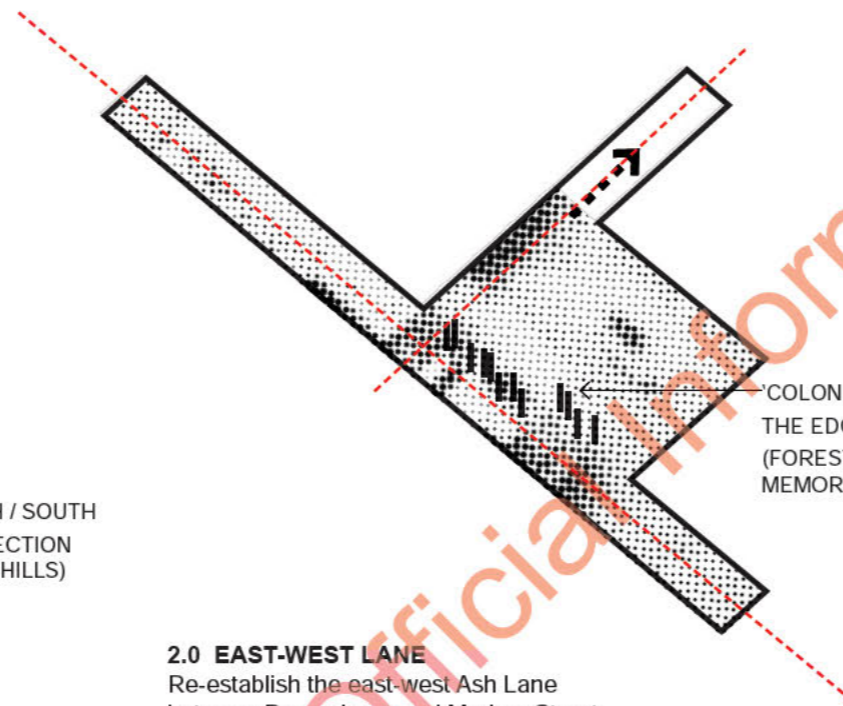 'COLON
THE EDG
(FOREST
MEMOR
H / SOUTH
ECTION
HILLS)
2.0 EAST-WEST LANE
Re-establish the east-west Ash Lane
fficial Inform